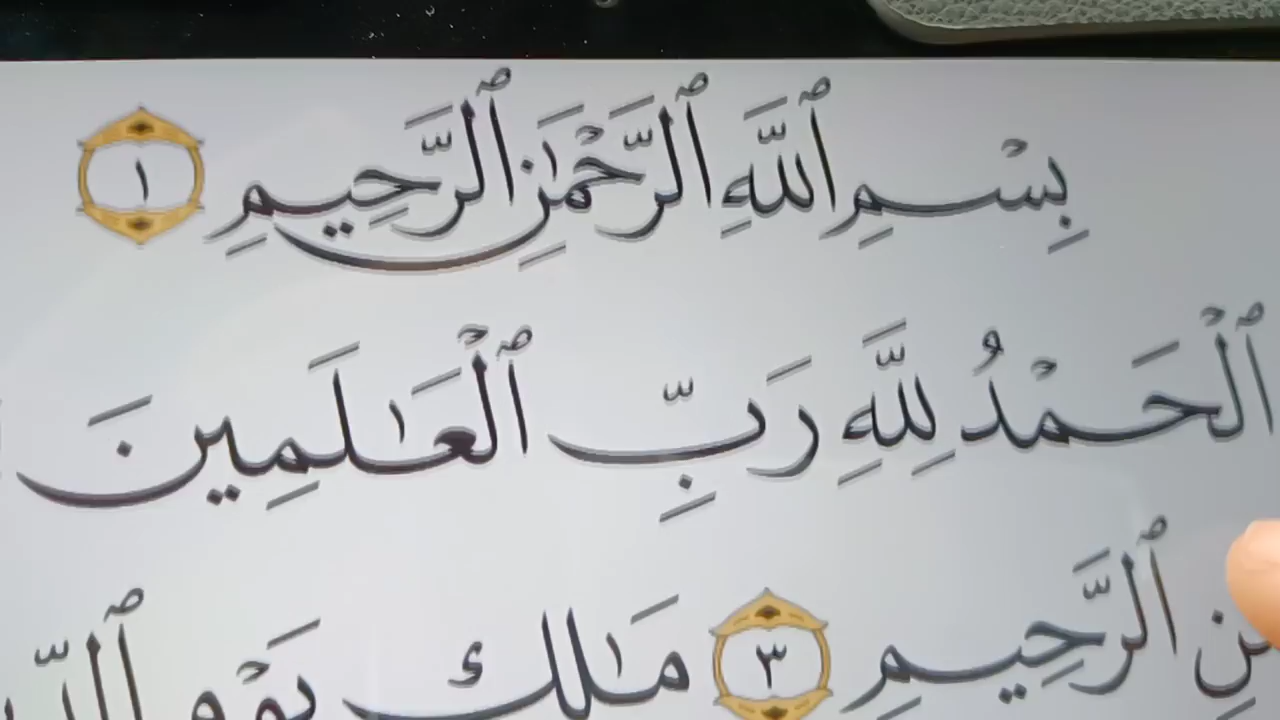 بِسْمِ ٱللَّهِ ٱلرَّحْمَٰنِ ٱلرَّحِيمِ ١
ٱلْحَمْدُ لِلَّهِ رَبِّ ٱلْعَٰلَمِينَ
ٱلرَّحِيمِ ٣ مَٰلِكِ يَوْمِ